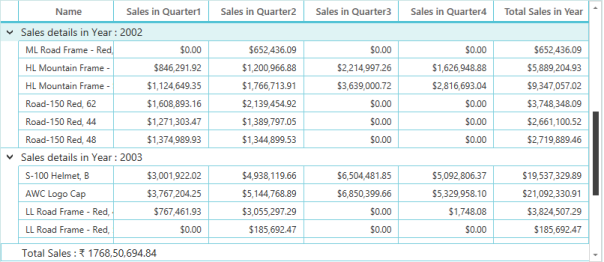 Name Sales in Quarter1 Sales in Quarter2 Sales in Quarter3 Sales in Quarter4 Total Sales in Year
Sales details in Year : 2002
ML Road Frame - Red, $0.00 $652,436.09 $0.00 $0.00 $652,436.09
HL Mountain Frame - $846,291.92 $1,200,966.88 $2,214,997.26 $1,626,948.88 $5,889,204.93
HL Mountain Frame - $1,124,649.35 $1,766,713.91 $3,639,000.72 $2,816,693.04 $9,347,057.02
Road-150 Red, 62 $1,608,893.16 $2,139,454.92 $0.00 $0.00 $3,748,348.09
Road-150 Red, 44 $1,271,303.47 $1,389,797.05 $0.00 $0.00 $2,661,100.52
Road-150 Red, 48 $1,374,989.93 $1,344,899.53 $0.00 $0.00 $2,719,889.46
Sales details in Year : 2003
S-100 Helmet, B $3,001,922.02 $4,938,119.66 $6,504,481.85 $5,092,806.37 $19,537,329.89
AWC Logo Cap $3,767,204.25 $5,144,768.89 $6,850,399.66 $5,329,958.10 $21,092,330.91
LL Road Frame - Red, $767,461.93 $3,055,297.29 $0.00 $1,748.08 $3,824,507.29
LL Road Frame - Red, $0.00 $185,692.47 $0.00 $0.00 $185,692.47
Total Sales : ₹ 1768,50,694.84